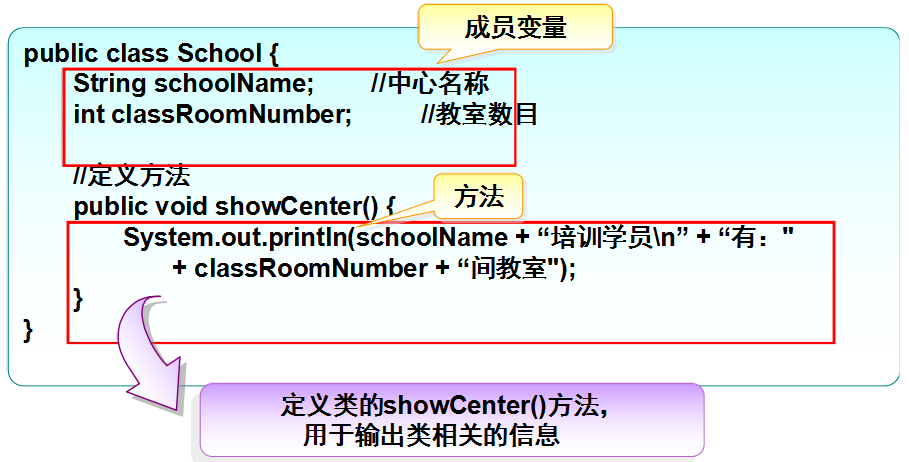 成员变量
public class School {
String schoolName; //中心名称
int classRoomNumber; //教室数目
//定义方法
public void showCenter() {
方法
System.out.println(schoolName + “培训学员\n” + “有："
+ classRoomNumber + “间教室");
}
}
定义类的showCenter()方法,
用于输出类相关的信息